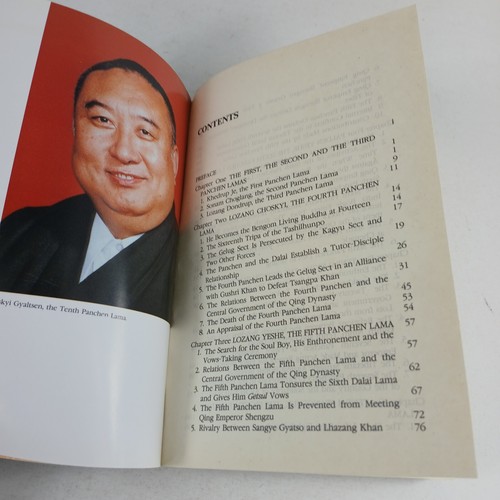 okyi Gyaltsen, the Tenth Panchen Lama
CONTENTS
PREFACE 1
Chapter One THE FIRST, THE SECOND AND THE THIRD
PANCHEN LAMAS 1
1. Khedrup Je, the First Panchen Lama 1
2. Sonam Choglang, the Second Panchen Lama 9
3. Lozang Dondrup, the Third Panchen Lama 11
Chapter Two LOZANG CHOSKYI, THE FOURTH PANCHEN
LAMA 14
1. He Becomes the Bengom Living Buddha at Fourteen 14
2. The Sixteenth Tripa of the Tashilhunpo 17
3. The Gelug Sect Is Persecuted by the Kagyu Sect and
Two Other Forces 19
4. The Panchen and the Dalai Establish a Tutor-Disciple
Relationship 26
5. The Fourth Panchen Leads the Gelug Sect in an Alliance
with Gushri Khan to Defeat Tsangpa Khan 31
6. The Relations Between the Fourth Panchen and the
Central Government of the Qing Dynasty 45
7. The Death of the Fourth Panchen Lama 53
8. An Appraisal of the Fourth Panchen Lama 54
Chapter Three LOZANG YESHE, THE FIFTH PANCHEN LAMA 57
1. The Search for the Soul Boy, His Enthronement and the
Vows-Taking Ceremony 57
2. Relations Between the Fifth Panchen Lama and the
Central Government of the Qing Dynasty 62
3. The Fifth Panchen Lama Tonsures the Sixth Dalai Lama
and Gives Him Getsul Vows 67
4. The Fifth Panchen Lama Is Prevented from Meeting
Qing Emperor Shengzu 72
5. Rivalry Between Sangye Gyatso and Lhazang Khan 76